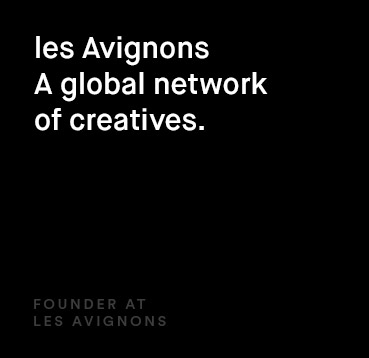 les Avignons
A global network
of creatives.
FOUNDER AT
LES AVIGNONS